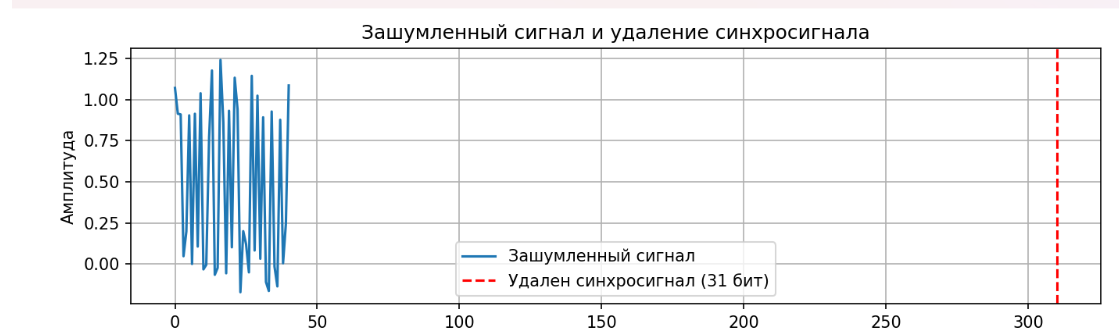 Зашумленный сигнал и удаление синхросигнала
Амплитуда
1.25
1.00
0.75
0.50
0.25
0.00
Зашумленный сигнал
Удален синхросигнал (31 бит)
0 50 100 150 200 250 300